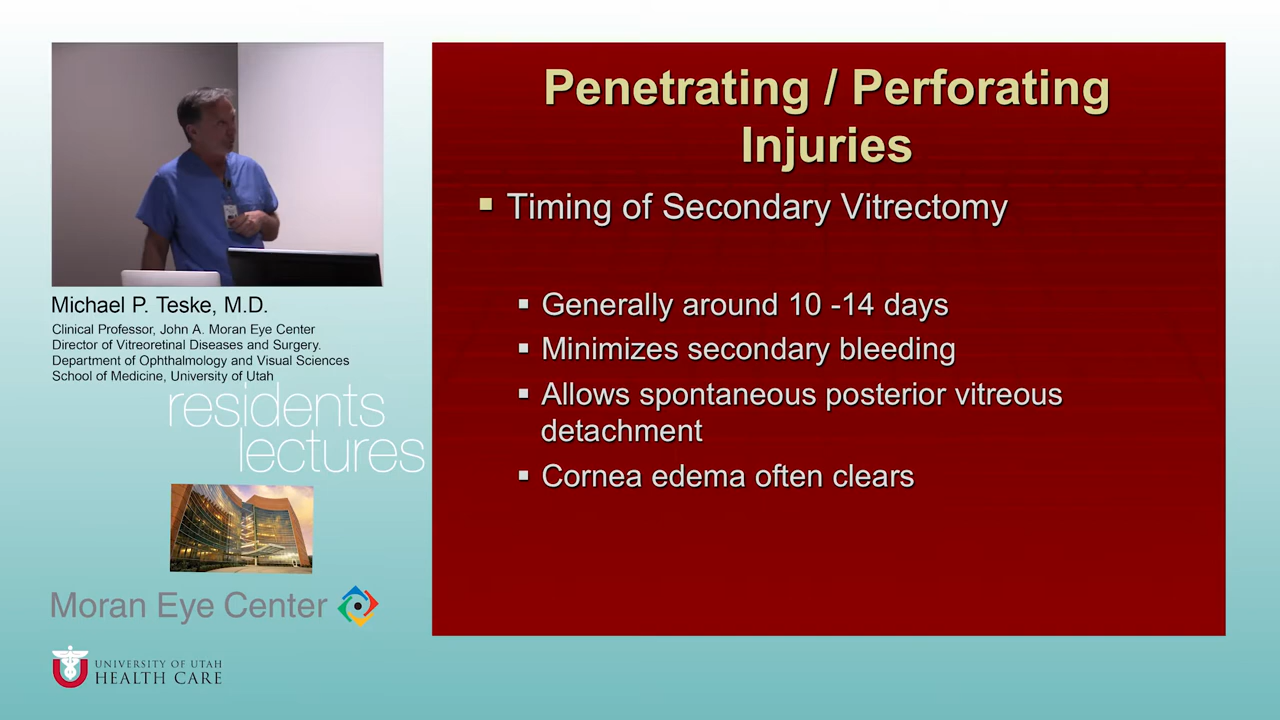 Penetrating / Perforating
Injuries
Timing of Secondary Vitrectomy
Generally around 10 -14 days
Minimizes secondary bleeding
Allows spontaneous posterior vitreous
detachment
Cornea edema often clears
Michael P. Teske, M.D.
Clinical Professor, John A. Moran Eye Center
Director of Vitreoretinal Diseases and Surgery.
Department of Ophthalmology and Visual Sciences
School of Medicine, University of Utah
residents
lectures
Moran Eye Center
UNIVERSITY OF UTAH
HEALTH CARE